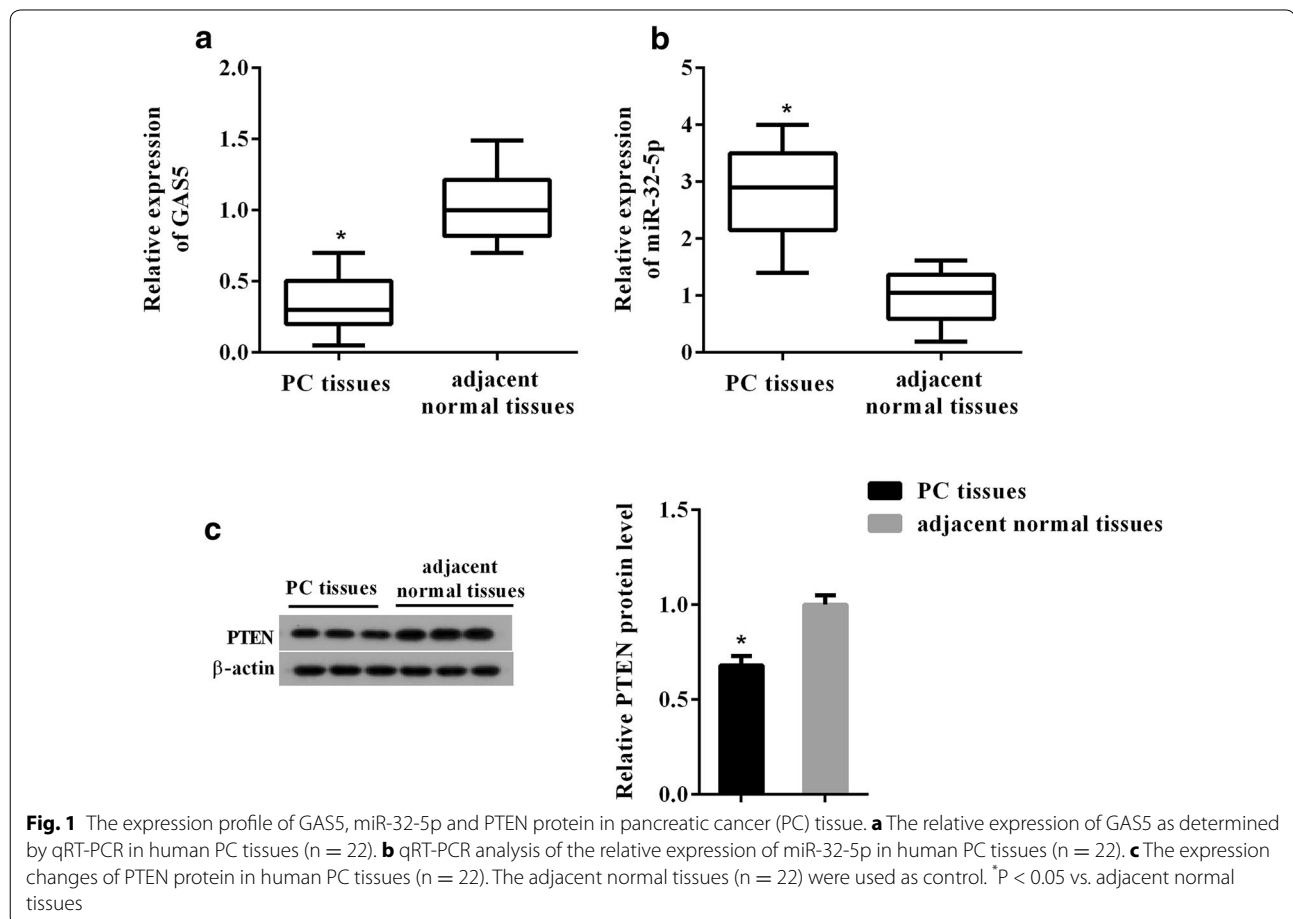 a
2.0
1.5
1.0
0.5
0.0
Relative expression
of GAS5
*
PC tissues
adjacent
normal tissues
b
5
4
3
2
1
0
Relative expression
of miR-32-5p
*
PC tissues
adjacent
normal tissues
c
PC tissues
adjacent
normal tissues
PTEN
β-actin
PC tissues
adjacent normal tissues
1.5
1.0
0.5
0.0
Relative PTEN protein level
*
Fig. 1 The expression profile of GAS5, miR-32-5p and PTEN protein in pancreatic cancer (PC) tissue. a The relative expression of GAS5 as determined
by qRT-PCR in human PC tissues (n = 22). b qRT-PCR analysis of the relative expression of miR-32-5p in human PC tissues (n = 22). c The expression
changes of PTEN protein in human PC tissues (n = 22). The adjacent normal tissues (n = 22) were used as control. *P < 0.05 vs. adjacent normal
tissues